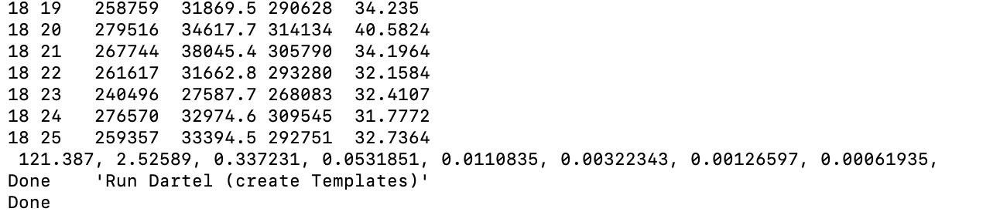 18 19   258759  31869.5 290628  34.235
18 20   279516  34617.7 314134  40.5824
18 21   267744  38045.4 305790  34.1964
18 22   261617  31662.8 293280  32.1584
18 23   240496  27587.7 268083  32.4107
18 24   276570  32974.6 309545  31.7772
18 25   259357  33394.5 292751  32.7364
 121.387, 2.52589, 0.337231, 0.0531851, 0.0110835, 0.00322343, 0.00126597, 0.00061935,
Done    'Run Dartel (create Templates)'
Done